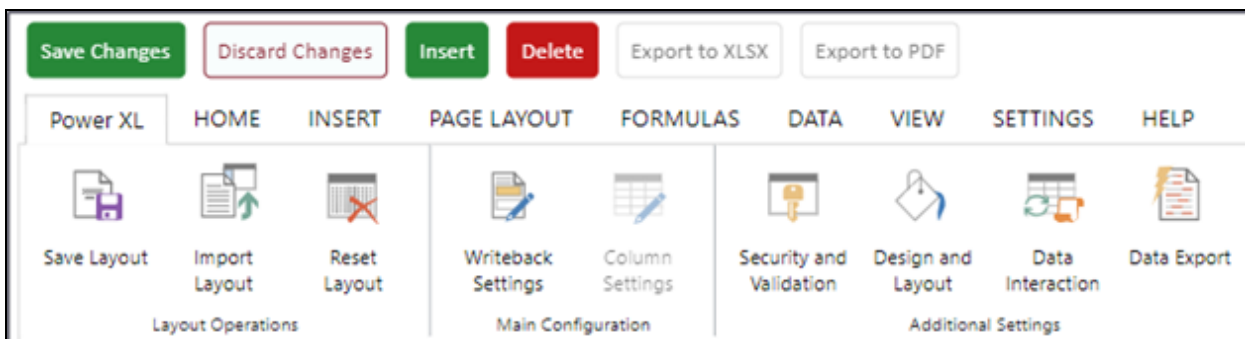 Save Changes Discard Changes Insert Delete Export to XLSX Export to PDF
Power XL HOME INSERT PAGE LAYOUT FORMULAS DATA VIEW SETTINGS HELP
Save Layout
Import
Layout
Reset
Layout
Writeback
Settings
Column
Settings
Security and
Validation
Design and
Layout
Data
Interaction
Data Export
Layout Operations Main Configuration Additional Settings